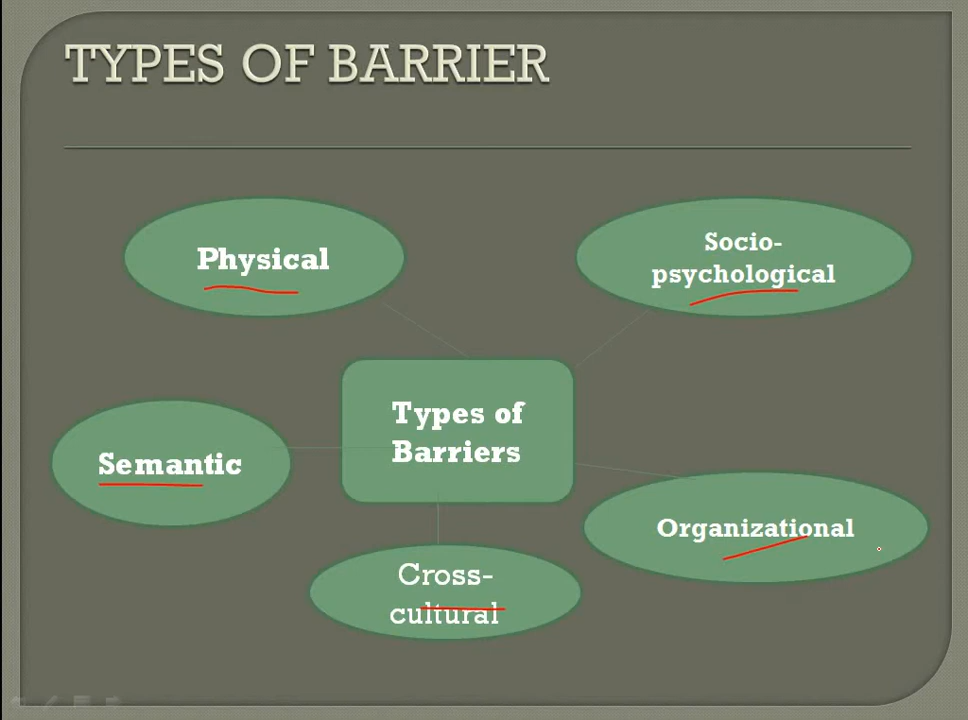 TYPES OF BARRIER
Physical
Socio-
psychological
Types of
Barriers
Semantic
Organizational
Cross-
cultural